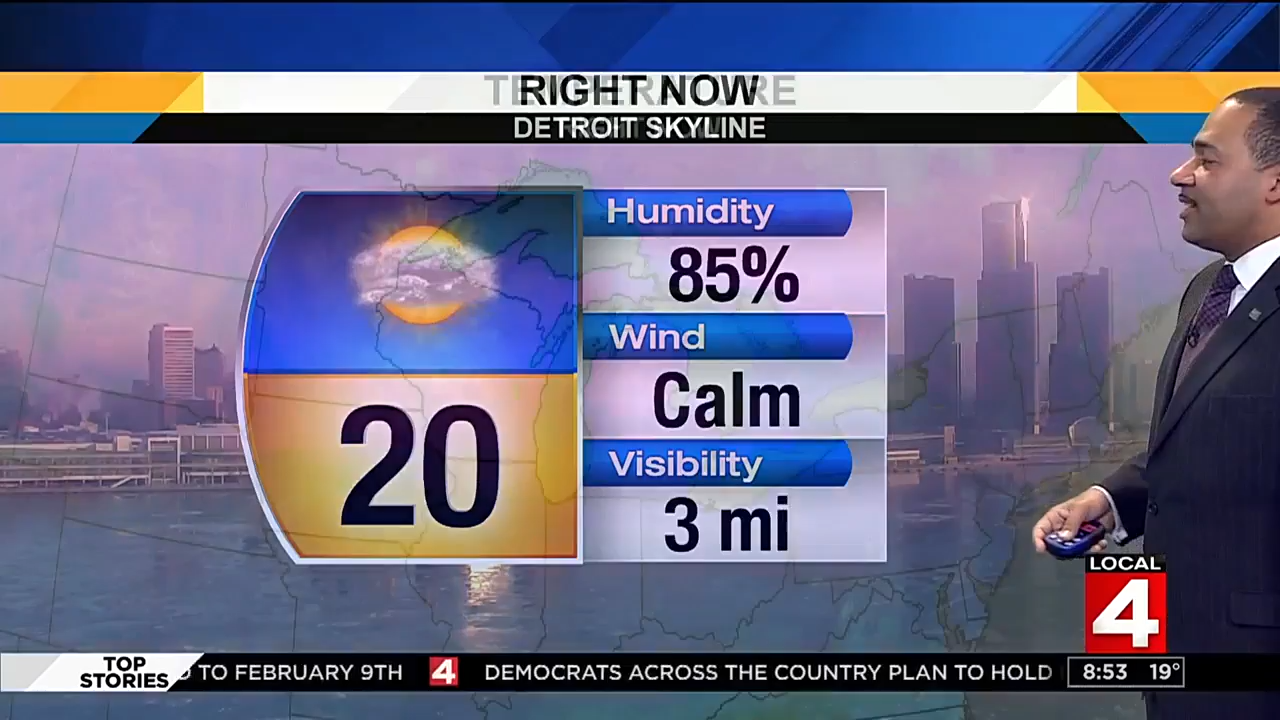 TEMPERATURE
RIGHT NOW
DETROIT SKYLINE
Humidity
85%
Wind
Calm
Visibility
3 mi
20
LOCAL
4
TOP
STORIES
TO FEBRUARY 9TH 4 DEMOCRATS ACROSS THE COUNTRY PLAN TO HOLD
8:53 19°